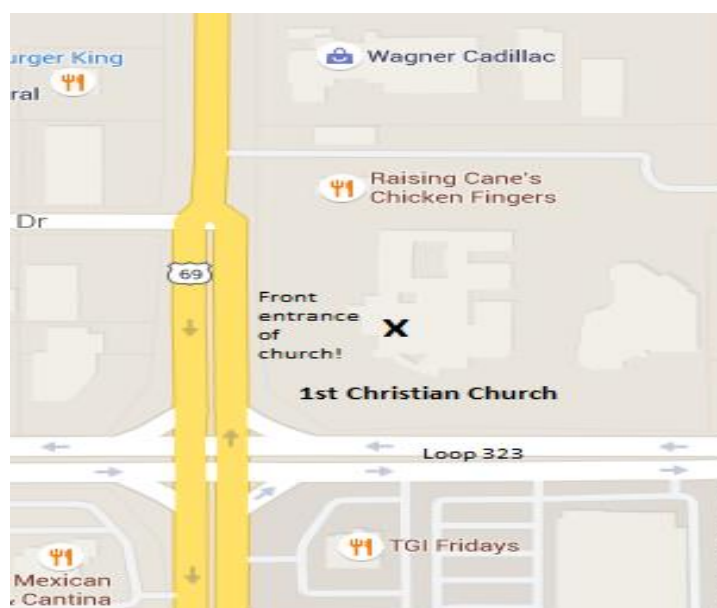 urger King
Wagner Cadillac
ral
Raising Cane's
Chicken Fingers
Dr
69
Front
entrance
of
church!
X
1st Christian Church
Loop 323
TGI Fridays
Mexican
Cantina